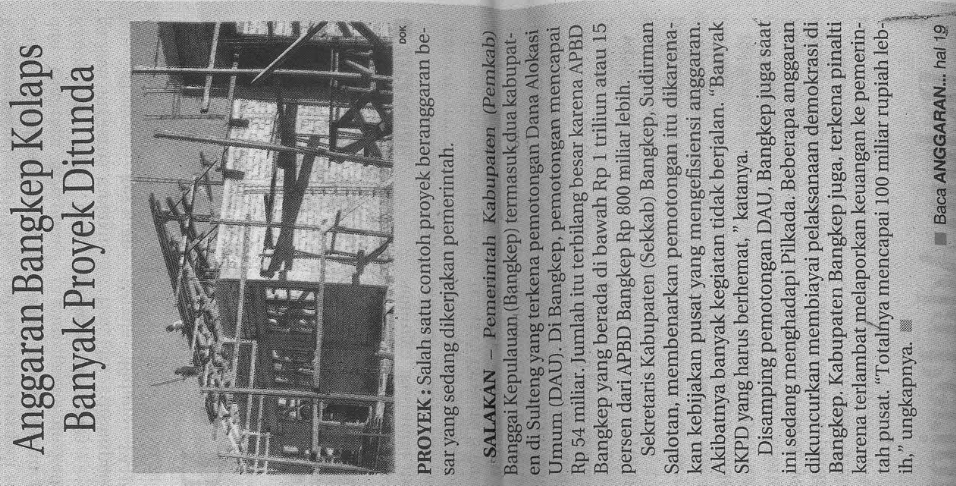 Anggaran Bangkep Kolaps
Banyak Proyek Ditunda
DOK
PROYEK : Salah satu contoh proyek beranggaran be-
sar yang sedang dikerjakan pemerintah.
SALAKAN – Pemerintah Kabupaten (Pemkab)
Banggai Kepulauan (Bangkep) termasuk dua kabupat-
en di Sulteng yang terkena pemotongan Dana Alokasi
Umum (DAU). Di Bangkep, pemotongan mencapai
Rp 54 miliar. Jumlah itu terbilang besar karena APBD
Bangkep yang berada di bawah Rp 1 triliun atau 15
persen dari APBD Bangkep Rp 800 miliar lebih.
Sekretaris Kabupaten (Sekkab) Bangkep, Sudirman
Salotan, membenarkan pemotongan itu dikarena-
kan kebijakan pusat yang mengefisiensi anggaran.
Akibatnya banyak kegiatan tidak berjalan. “Banyak
SKPD yang harus berhemat, ” katanya.
Disamping pemotongan DAU, Bangkep juga saat
ini sedang menghadapi Pilkada. Beberapa anggaran
dikuncurkan membiayai pelaksanaan demokrasi di
Bangkep. Kabupaten Bangkep juga, terkena pinalti
karena terlambat melaporkan keuangan ke pemerin-
tah pusat. “Totalnya mencapai 100 miliar rupiah leb-
ih,” ungkapnya.
Baca ANGGARAN... hal 19